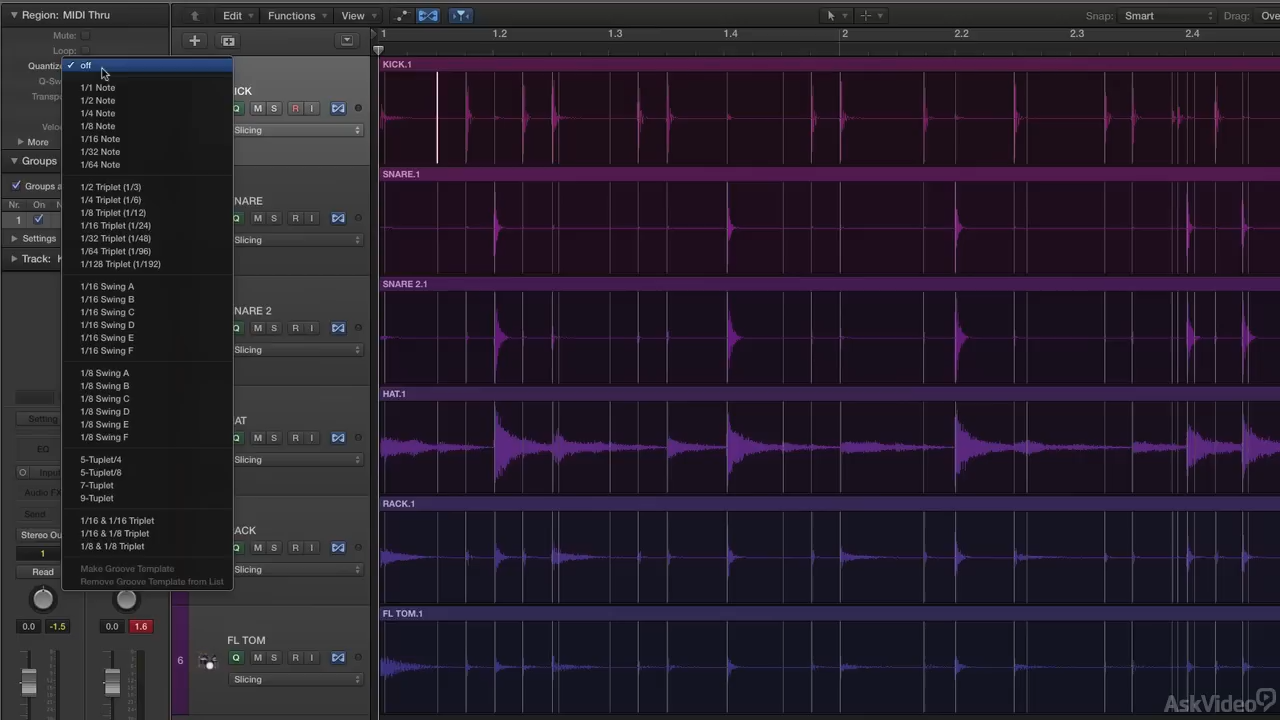 Region: MIDI Thru
Edit
Functions
View
Snap:
Smart
Drag:
Mute:
Loop:
1
1.2
1.3
1.4
2
2.2
2.3
2.4
off
1/1 Note
1/2 Note
1/4 Note
1/8 Note
1/16 Note
1/32 Note
1/64 Note
1/2 Triplet (1/3)
1/4 Triplet (1/6)
1/8 Triplet (1/12)
1/16 Triplet (1/24)
1/32 Triplet (1/48)
1/64 Triplet (1/96)
1/128 Triplet (1/192)
1/16 Swing A
1/16 Swing B
1/16 Swing C
1/16 Swing D
1/16 Swing E
1/16 Swing F
1/8 Swing A
1/8 Swing B
1/8 Swing C
1/8 Swing D
1/8 Swing E
1/8 Swing F
5-Tuplet/4
5-Tuplet/8
7-Tuplet
9-Tuplet
1/16 & 1/16 Triplet
1/16 & 1/8 Triplet
1/8 & 1/8 Triplet
Make Groove Template
Remove Groove Template from List
More
Groups
Nr. On
1
Settings
Track:
Setting
EQ
Input
Audio FX
Send
Stereo Ou
1
Read
0.0 -1.5
0.0 1.6
ICK
Q M S R I
Slicing
NARE
Q M S R I
Slicing
NARE 2
Q M S R I
Slicing
AT
Q M S R I
Slicing
ACK
Q M S R I
Slicing
6
FL TOM
Q M S R I
Slicing
KICK.1
SNARE.1
SNARE 2.1
HAT.1
RACK.1
FL TOM.1
AskVideo